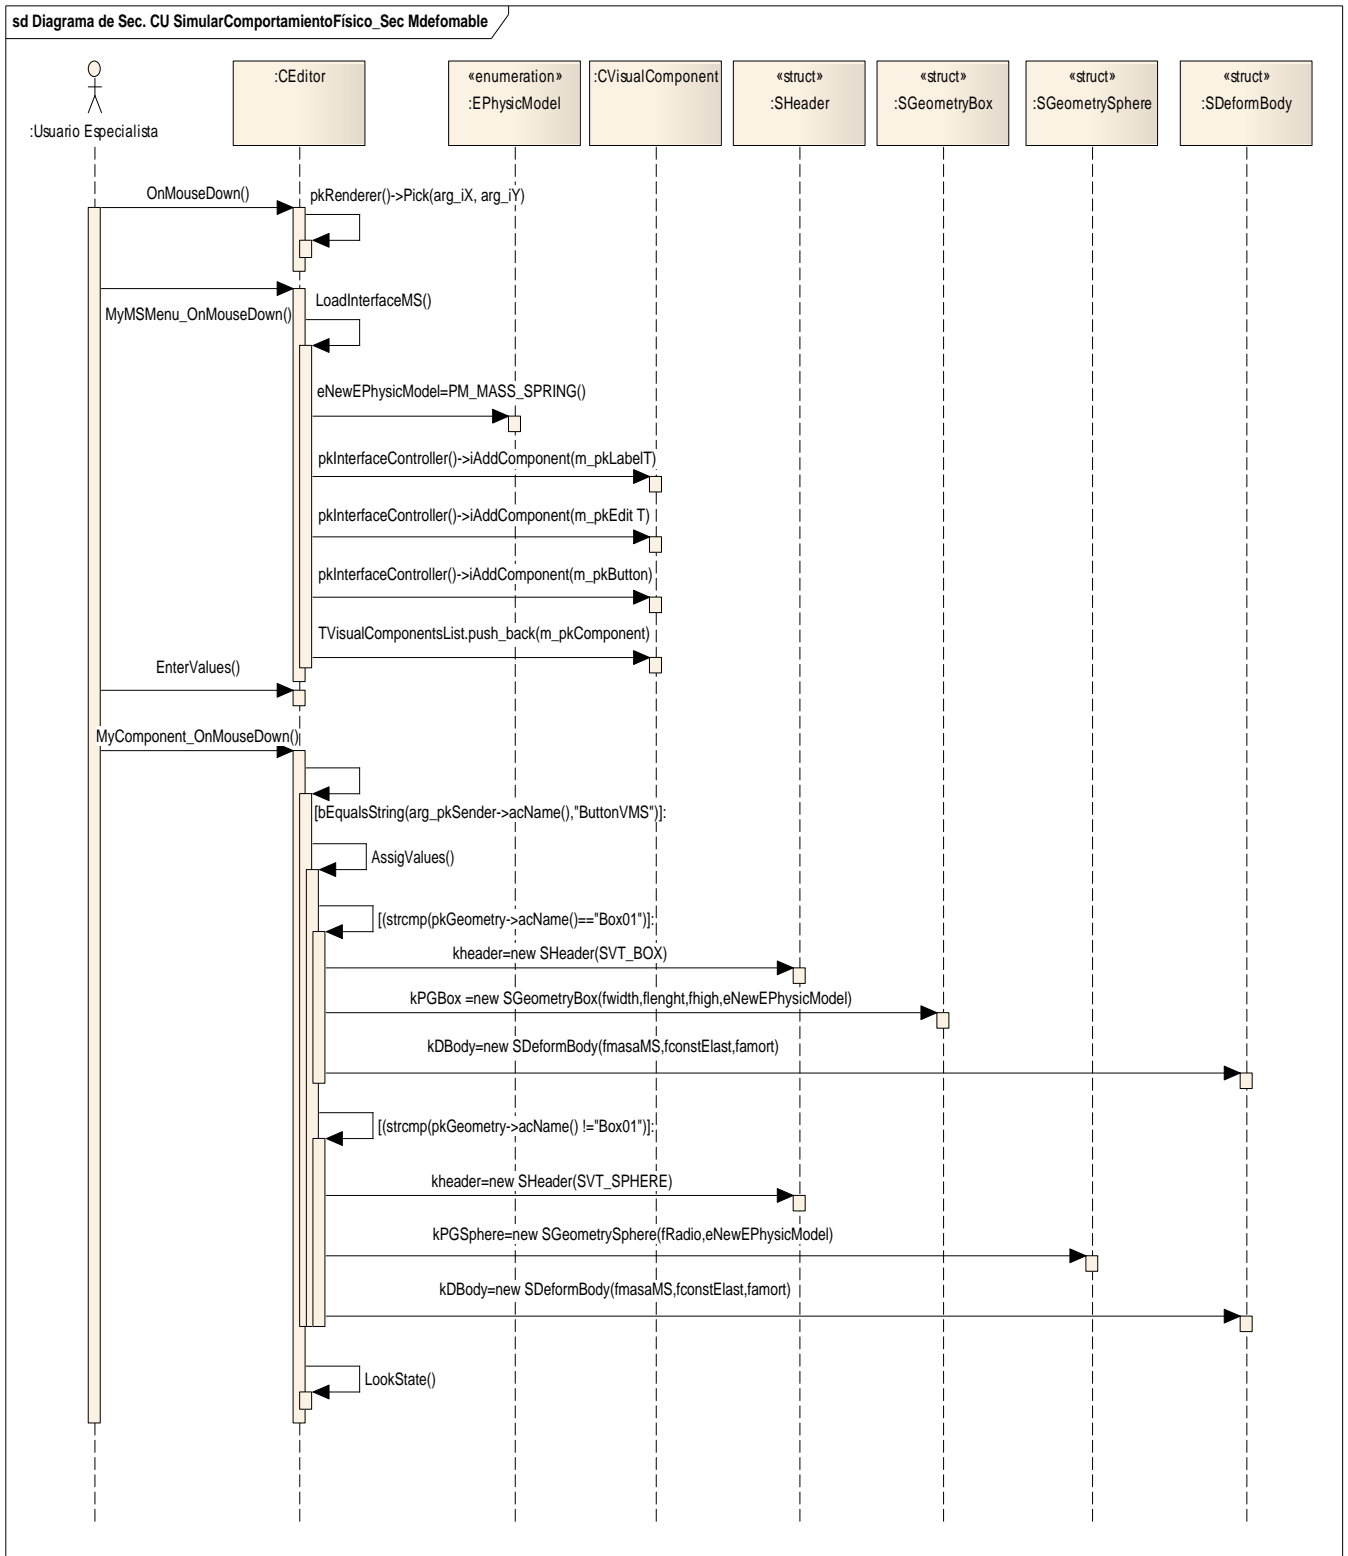 sd Diagrama de Sec. CU SimularComportamientoFísico_Sec Mdefomable
:Usuario Especialista
:CEditor
«enumeration»
:EPhysicModel
:CVisualComponent
«struct»
:SHeader
«struct»
:SGeometryBox
«struct»
:SGeometrySphere
«struct»
:SDeformBody
OnMouseDown()
pkRenderer()->Pick(arg_iX, arg_iY)
MyMSMenu_OnMouseDown()
LoadInterfaceMS()
eNewEPhysicModel=PM_MASS_SPRING()
pkInterfaceController()->iAddComponent(m_pkLabelT)
pkInterfaceController()->iAddComponent(m_pkEdit T)
pkInterfaceController()->iAddComponent(m_pkButton)
TVisualComponentsList.push_back(m_pkComponent)
EnterValues()
MyComponent_OnMouseDown()
[bEqualsString(arg_pkSender->acName(),"ButtonVMS")]:
AssigValues()
[(strcmp(pkGeometry->acName()=="Box01")]:
kheader=new SHeader(SVT_BOX)
kPGBox =new SGeometryBox(fwidth,flenght,fhigh,eNewEPhysicModel)
kDBody=new SDeformBody(fmasaMS,fconstElast,famort)
[(strcmp(pkGeometry->acName() !="Box01")]:
kheader=new SHeader(SVT_SPHERE)
kPGSphere=new SGeometrySphere(fRadio,eNewEPhysicModel)
kDBody=new SDeformBody(fmasaMS,fconstElast,famort)
LookState()